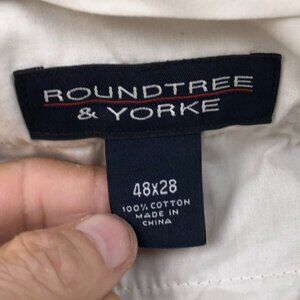 ROUNDTREE
& YORKE
48x28
100% COTTON
MADE IN
CHINA